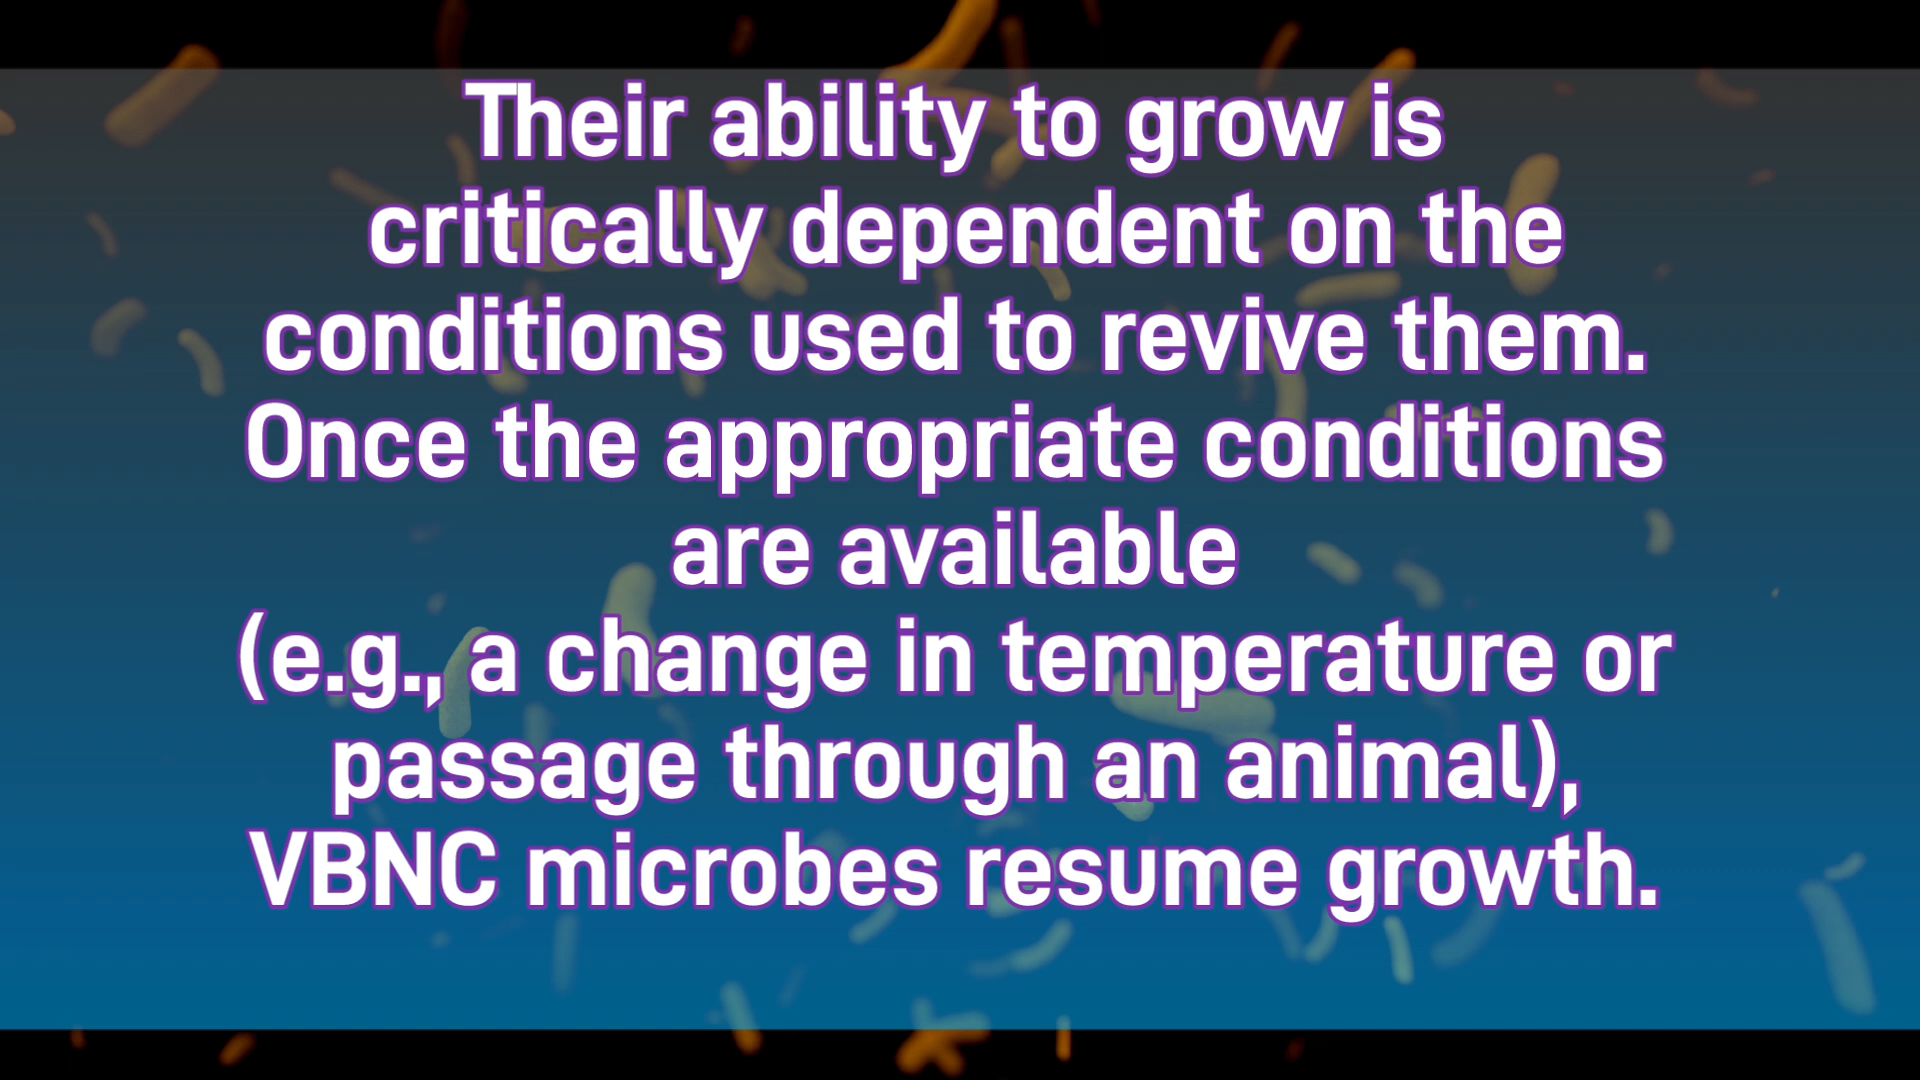 Their ability to grow is
critically dependent on the
conditions used to revive them.
Once the appropriate conditions
are available
(e.g., a change in temperature or
passage through an animal),
VBNC microbes resume growth.